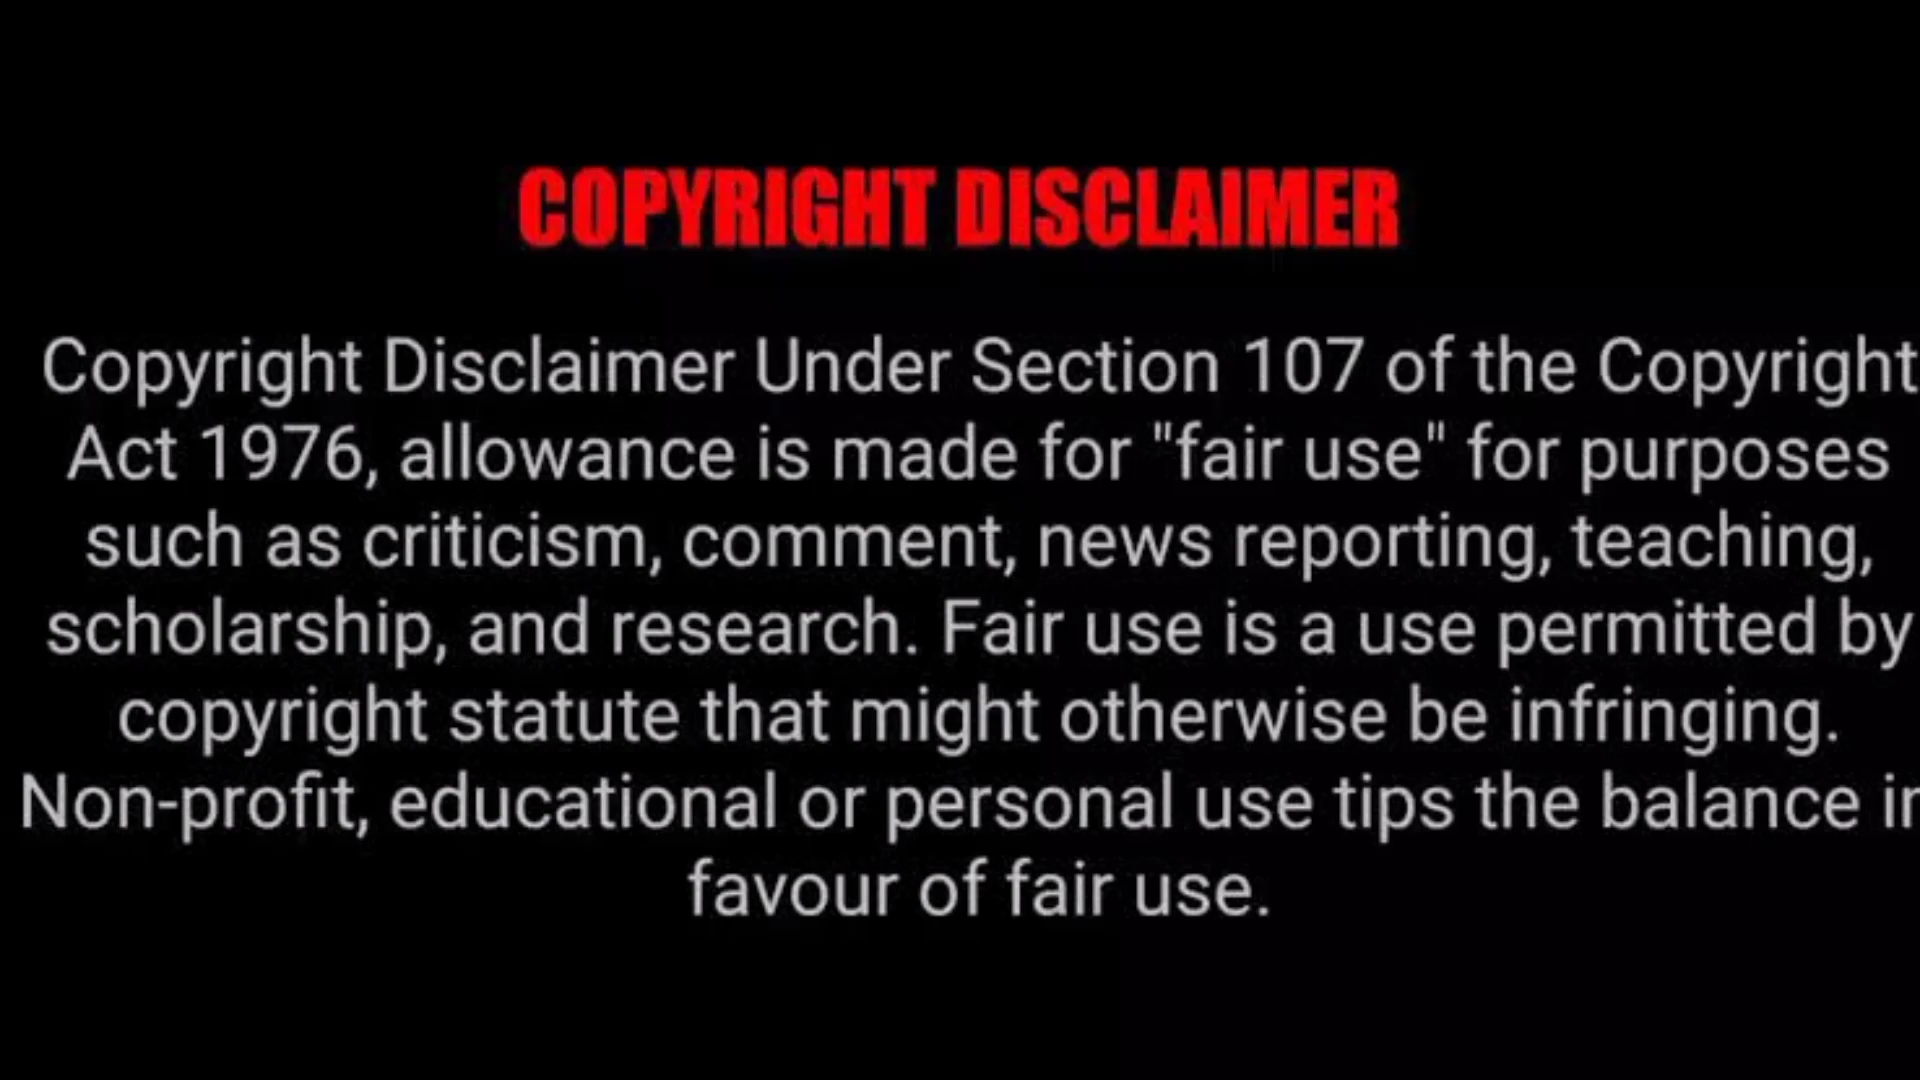 COPYRIGHT DISCLAIMER
Copyright Disclaimer Under Section 107 of the Copyright
Act 1976, allowance is made for "fair use" for purposes
such as criticism, comment, news reporting, teaching,
scholarship, and research. Fair use is a use permitted by
copyright statute that might otherwise be infringing.
Non-profit, educational or personal use tips the balance in
favour of fair use.